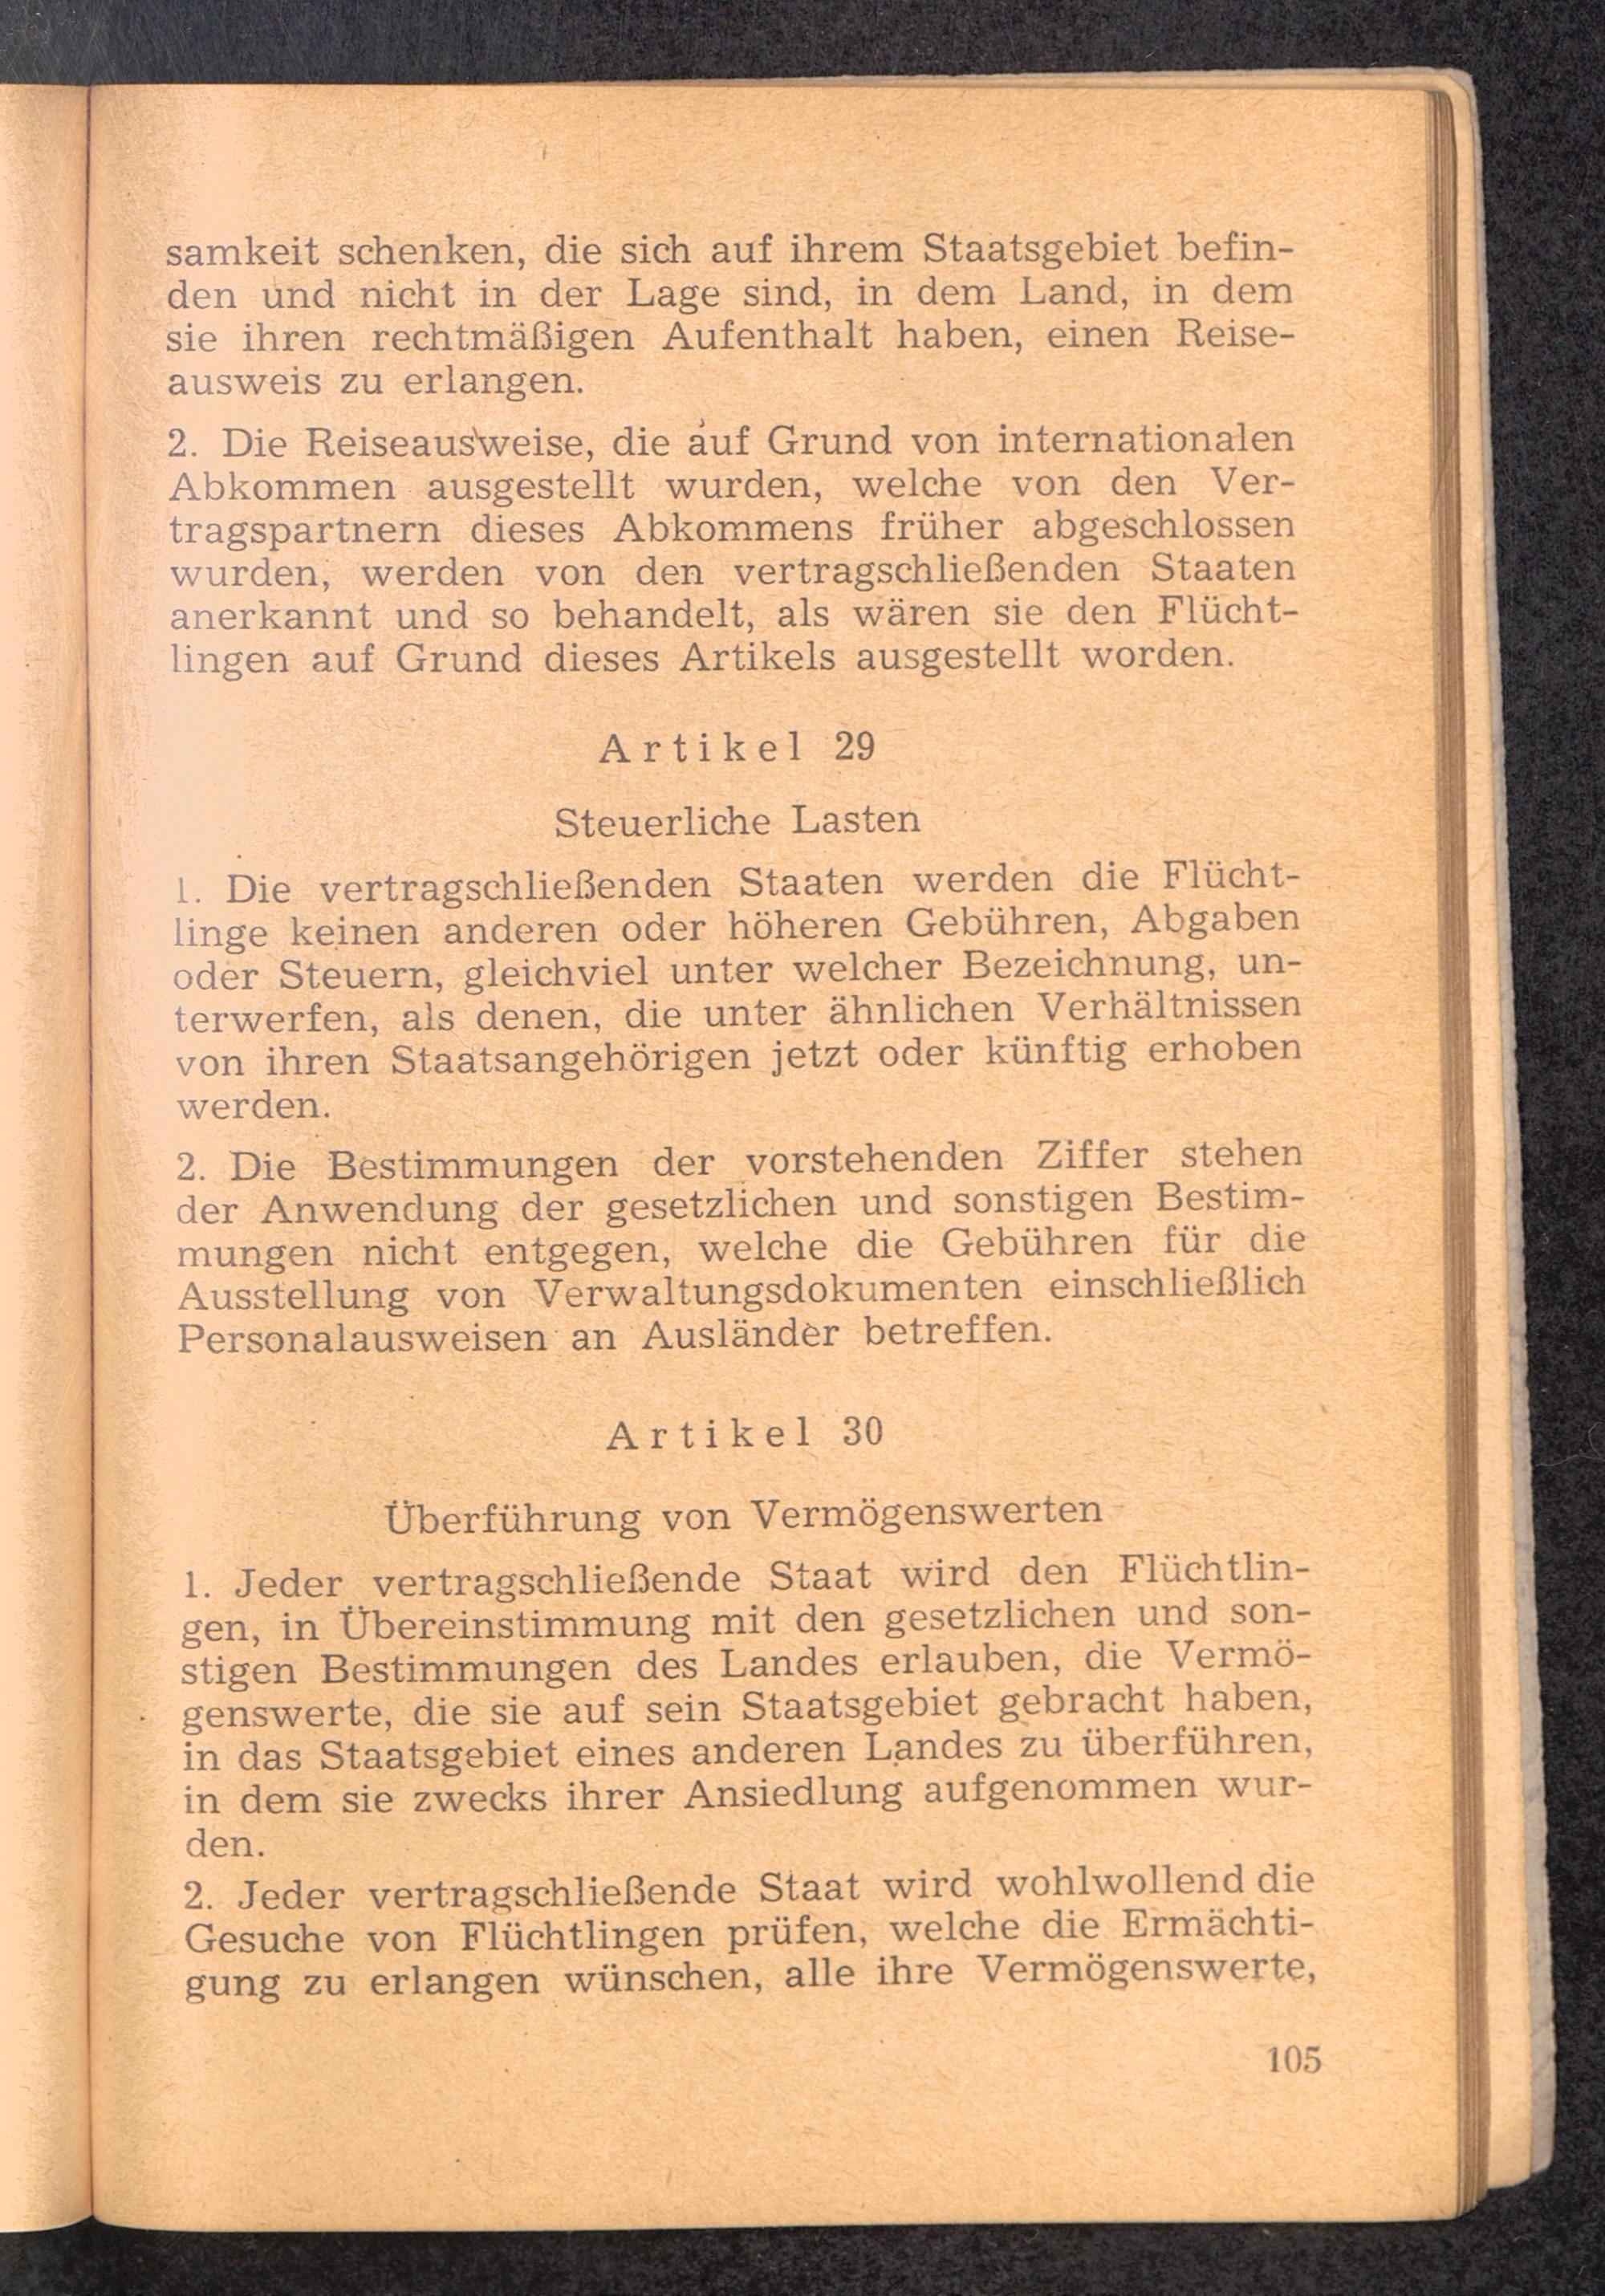 samkeit schenken, die sich auf ihrem Staatsgebiet befin-
den und nicht in der Lage sind, in dem Land, in dem
sie ihren rechtmäßigen Aufenthalt haben, einen Reise-
ausweis zu erlangen.
2. Die Reiseausweise, die auf Grund von internationalen
Abkommen ausgestellt wurden, welche von den Ver-
tragspartnern dieses Abkommens früher abgeschlossen
wurden, werden von den vertragschließenden Staaten
anerkannt und so behandelt, als wären sie den Flücht-
lingen auf Grund dieses Artikels ausgestellt worden.
Artikel 29
Steuerliche Lasten
1. Die vertragschließenden Staaten werden die Flücht-
linge keinen anderen oder höheren Gebühren, Abgaben
oder Steuern, gleichviel unter welcher Bezeichnung, un-
terwerfen, als denen, die unter ähnlichen Verhältnissen
von ihren Staatsangehörigen jetzt oder künftig erhoben
werden.
2. Die Bestimmungen der vorstehenden Ziffer stehen
der Anwendung der gesetzlichen und sonstigen Bestim-
mungen nicht entgegen, welche die Gebühren für die
Ausstellung von Verwaltungsdokumenten einschließlich
Personalausweisen an Ausländer betreffen.
Artikel 30
Überführung von Vermögenswerten
1. Jeder vertragschließende Staat wird den Flüchtlin-
gen, in Übereinstimmung mit den gesetzlichen und son-
stigen Bestimmungen des Landes erlauben, die Vermö-
genswerte, die sie auf sein Staatsgebiet gebracht haben,
in das Staatsgebiet eines anderen Landes zu überführen,
in dem sie zwecks ihrer Ansiedlung aufgenommen wur-
den.
2. Jeder vertragschließende Staat wird wohlwollend die
Gesuche von Flüchtlingen prüfen, welche die Ermächti-
gung zu erlangen wünschen, alle ihre Vermögenswerte,
105